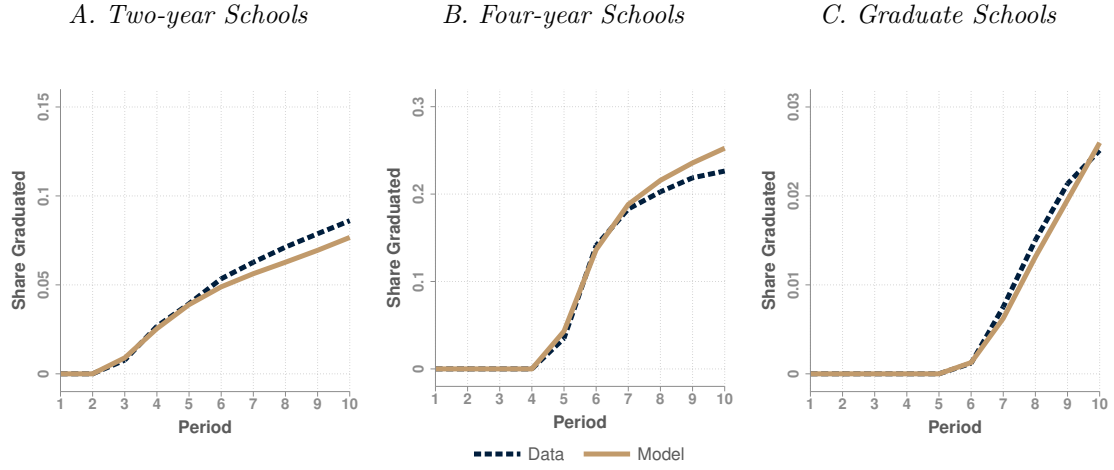 A. Two-year Schools
B. Four-year Schools
C. Graduate Schools
Share Graduated
0.15
0.1
0.05
0
1 2 3 4 5 6 7 8 9 10
Period
Share Graduated
0.3
0.2
0.1
0
1 2 3 4 5 6 7 8 9 10
Period
Share Graduated
0.03
0.02
0.01
0
1 2 3 4 5 6 7 8 9 10
Period
Data Model